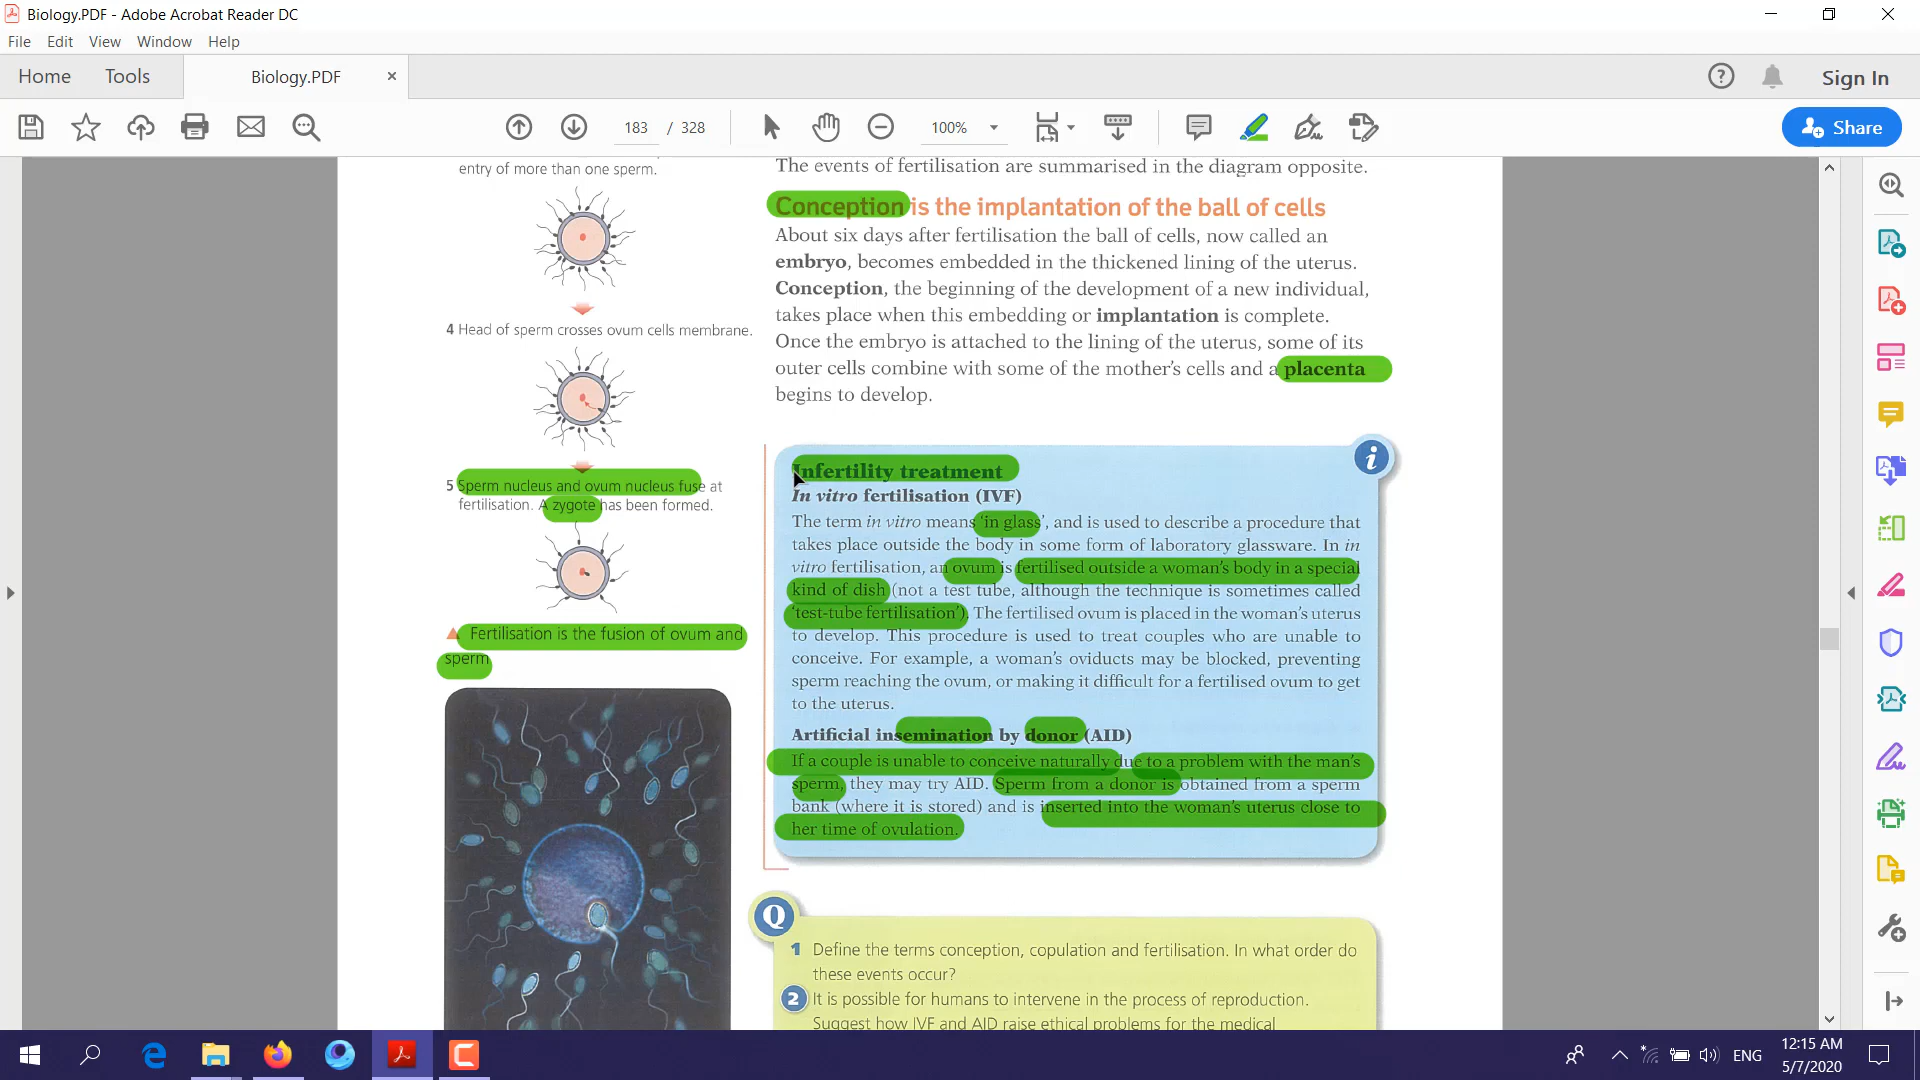 Biology.PDF - Adobe Acrobat Reader DC
File Edit View Window Help
Home Tools Biology.PDF × Sign In
183 / 328 100% Share
entry of more than one sperm.
4 Head of sperm crosses ovum cells membrane.
5 Sperm nucleus and ovum nucleus fuse at
fertilisation. A zygote has been formed.
Fertilisation is the fusion of ovum and
sperm
The events of fertilisation are summarised in the diagram opposite.
Conception is the implantation of the ball of cells
About six days after fertilisation the ball of cells, now called an
embryo, becomes embedded in the thickened lining of the uterus.
Conception, the beginning of the development of a new individual,
takes place when this embedding or implantation is complete.
Once the embryo is attached to the lining of the uterus, some of its
outer cells combine with some of the mother's cells and a placenta
begins to develop.
i
Infertility treatment
In vitro fertilisation (IVF)
The term in vitro means 'in glass', and is used to describe a procedure that
takes place outside the body in some form of laboratory glassware. In in
vitro fertilisation, an ovum is fertilised outside a woman's body in a special
kind of dish (not a test tube, although the technique is sometimes called
'test-tube fertilisation'). The fertilised ovum is placed in the woman's uterus
to develop. This procedure is used to treat couples who are unable to
conceive. For example, a woman's oviducts may be blocked, preventing
sperm reaching the ovum, or making it difficult for a fertilised ovum to get
to the uterus.
Artificial insemination by donor (AID)
If a couple is unable to conceive naturally due to a problem with the man's
sperm, they may try AID. Sperm from a donor is obtained from a sperm
bank (where it is stored) and is inserted into the woman's uterus close to
her time of ovulation.
Q
1 Define the terms conception, copulation and fertilisation. In what order do
these events occur?
2 It is possible for humans to intervene in the process of reproduction.
Suggest how IVF and AID raise ethical problems for the medical
ENG
12:15 AM
5/7/2020